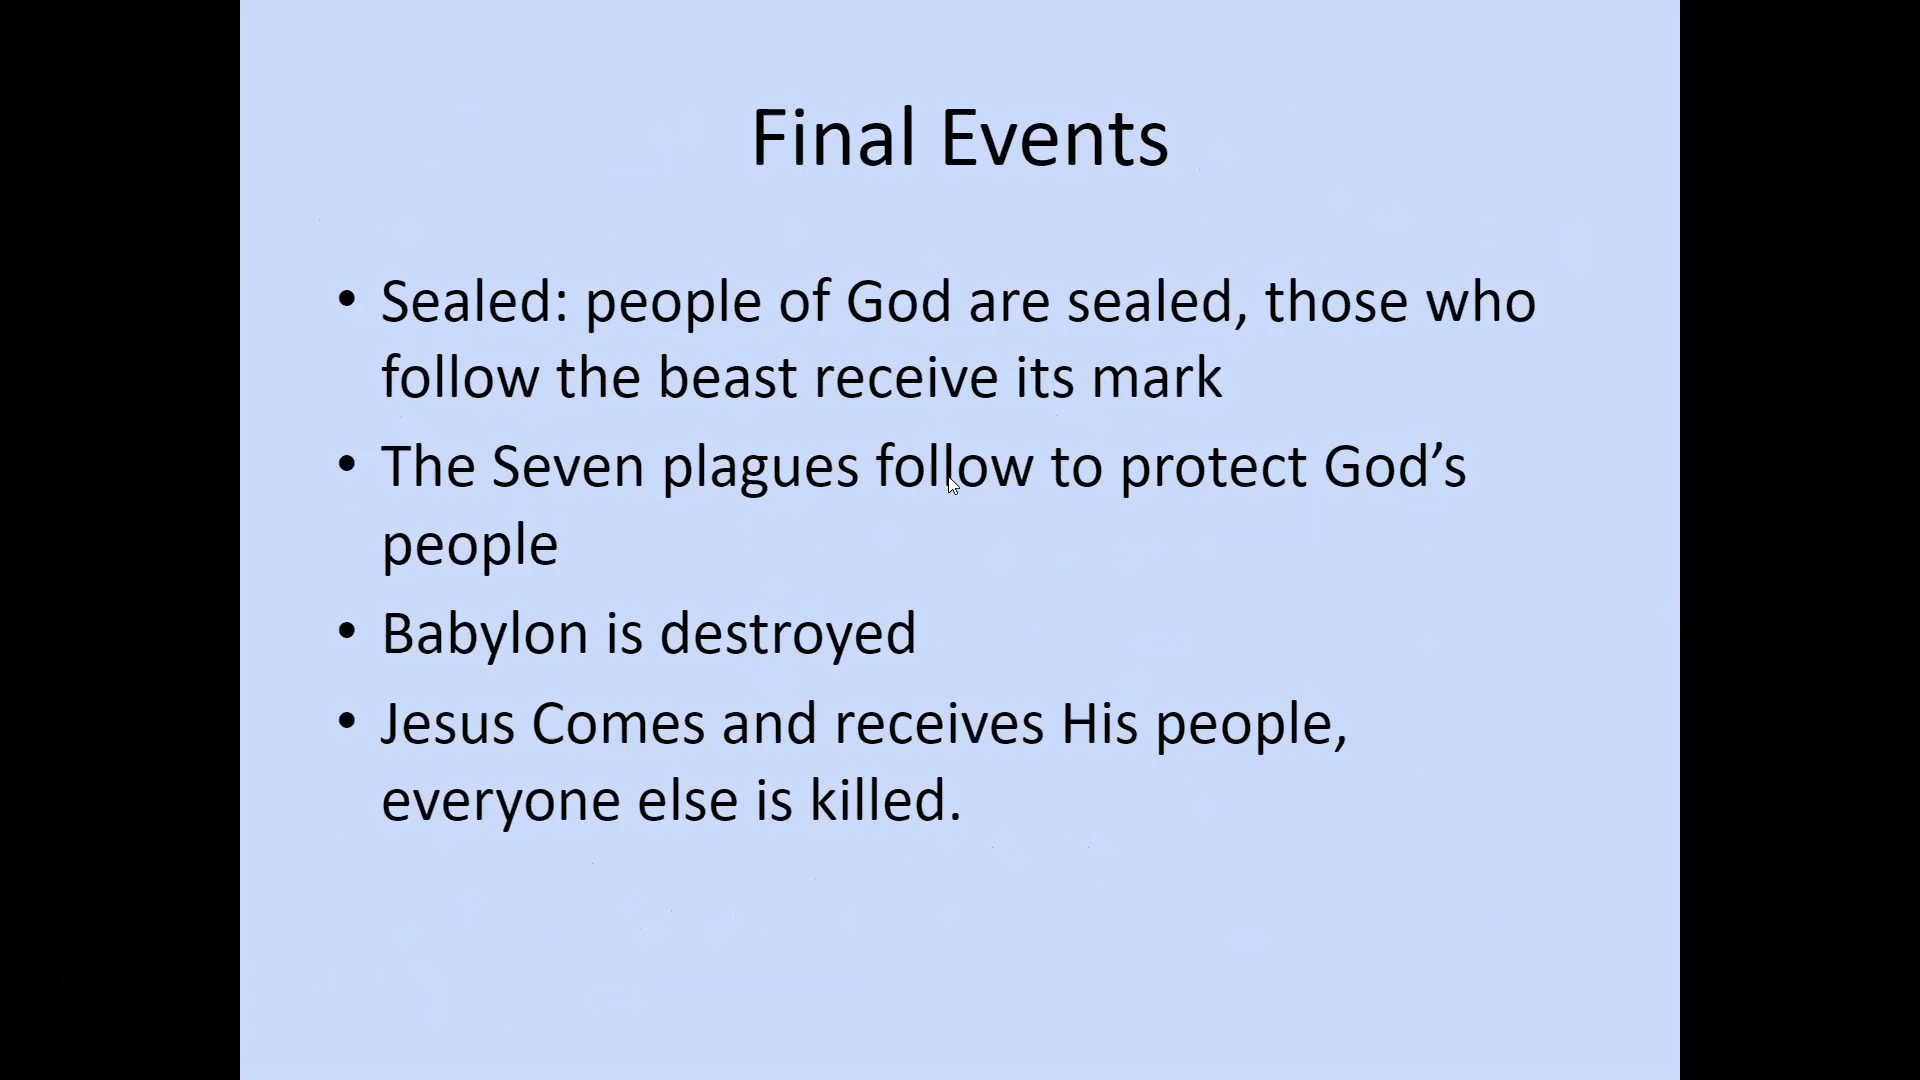 Final Events
• Sealed: people of God are sealed, those who
follow the beast receive its mark
• The Seven plagues follow to protect God’s
people
• Babylon is destroyed
• Jesus Comes and receives His people,
everyone else is killed.